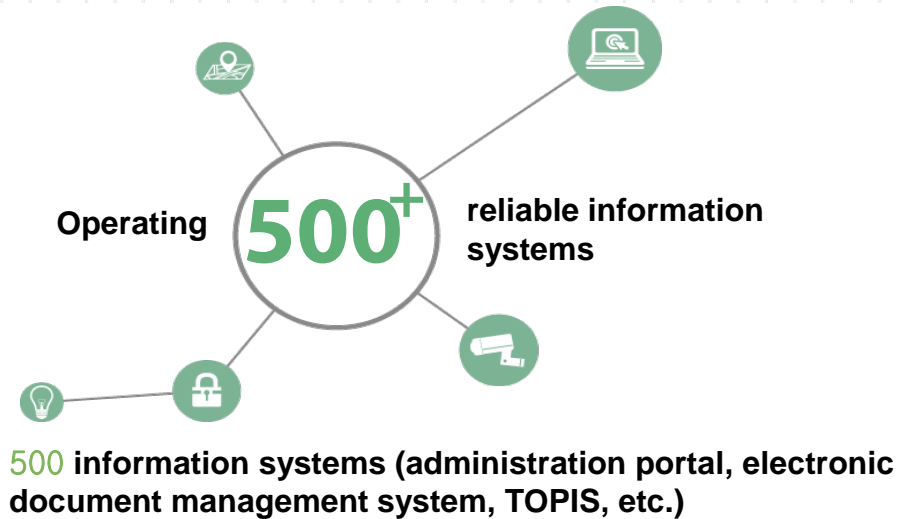 Operating
500+
reliable information
systems
500 information systems (administration portal, electronic
document management system, TOPIS, etc.)